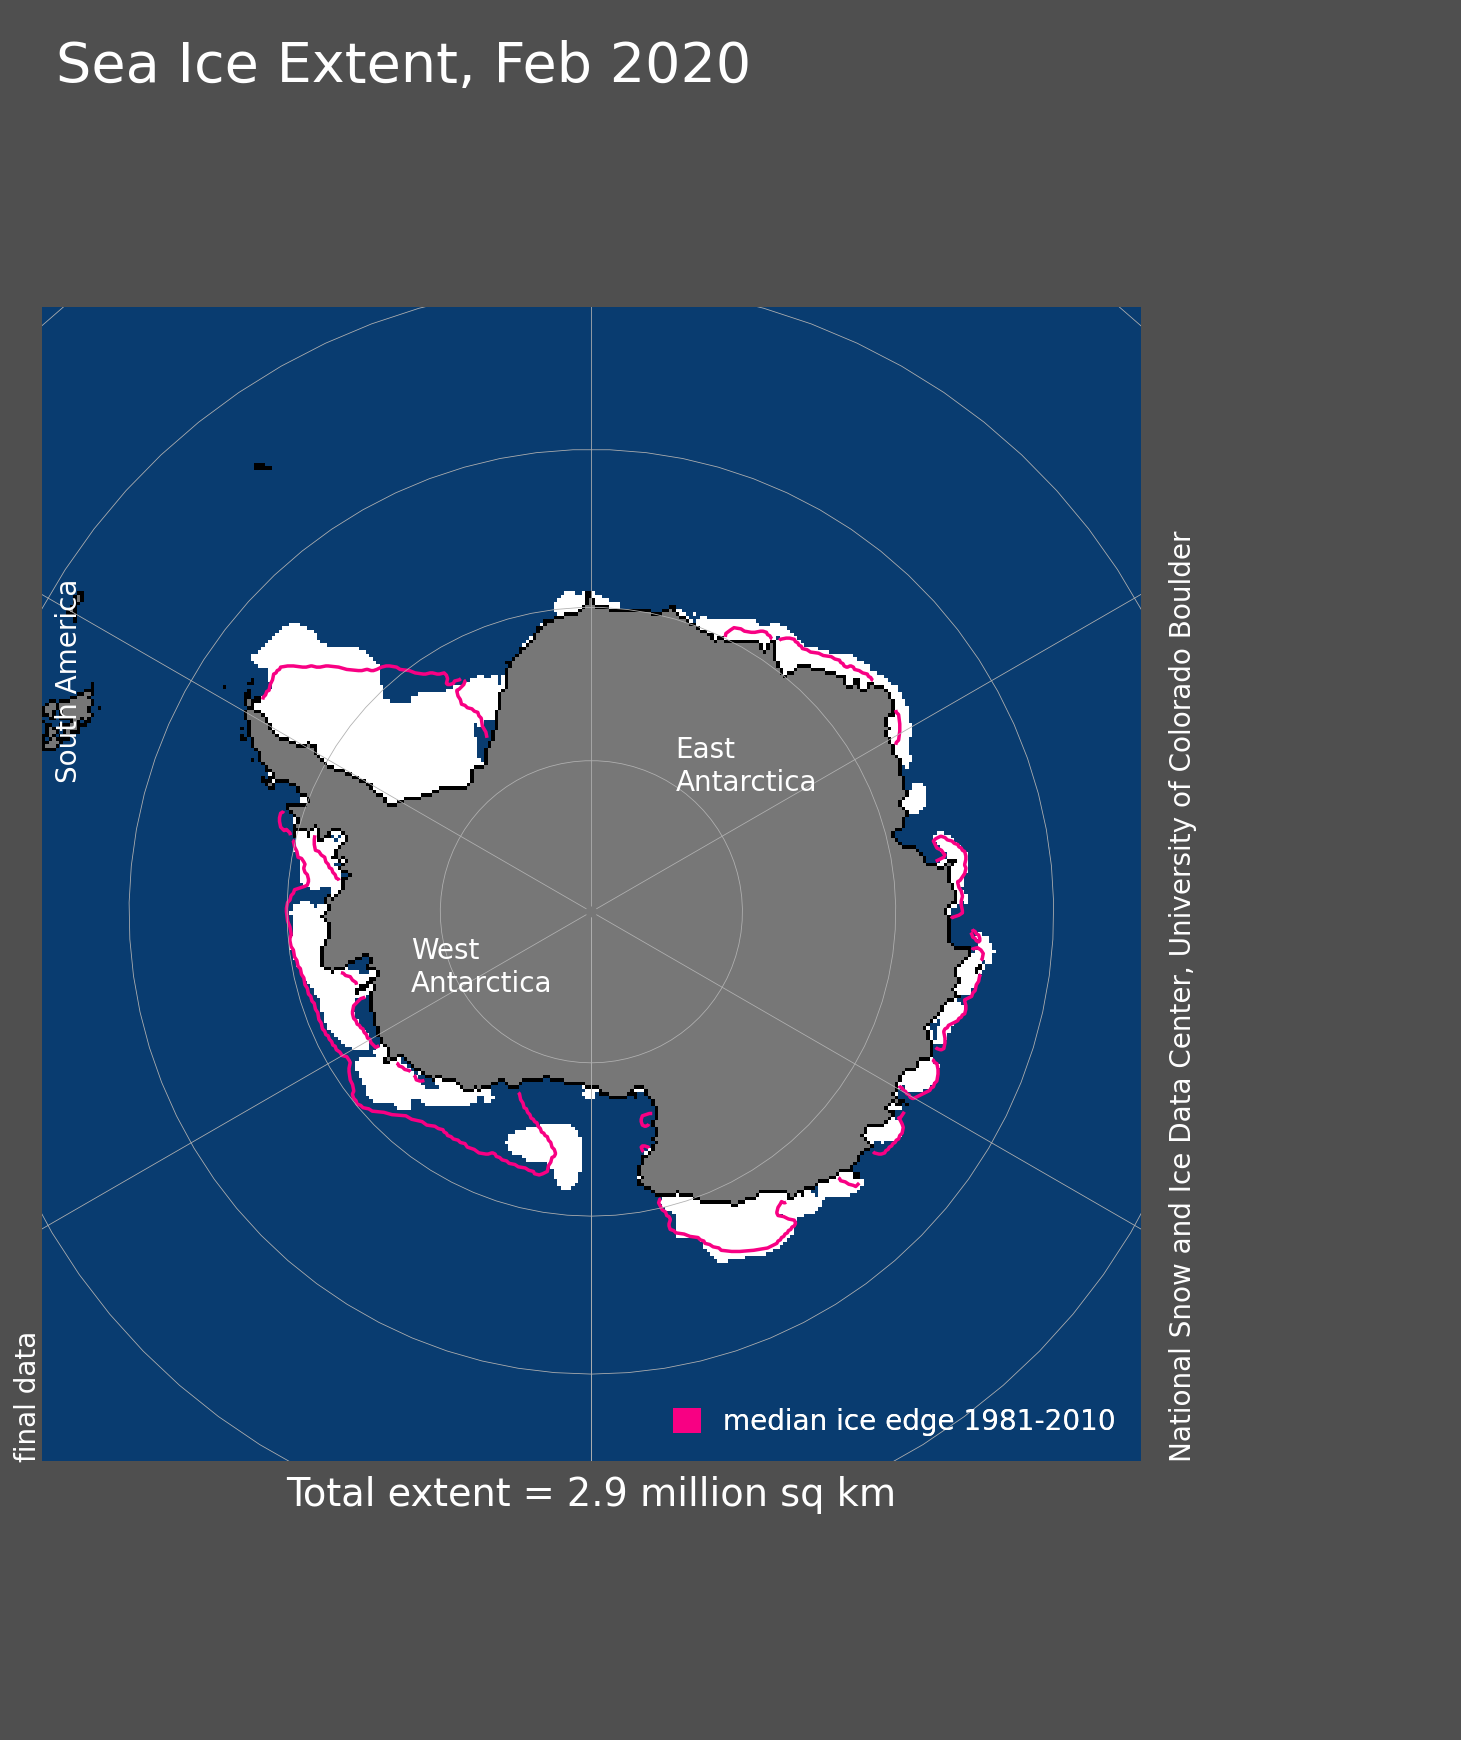 Sea Ice Extent, Feb 2020
South America
East
Antarctica
West
Antarctica
National Snow and Ice Data Center, University of Colorado Boulder
final data
median ice edge 1981-2010
Total extent = 2.9 million sq km